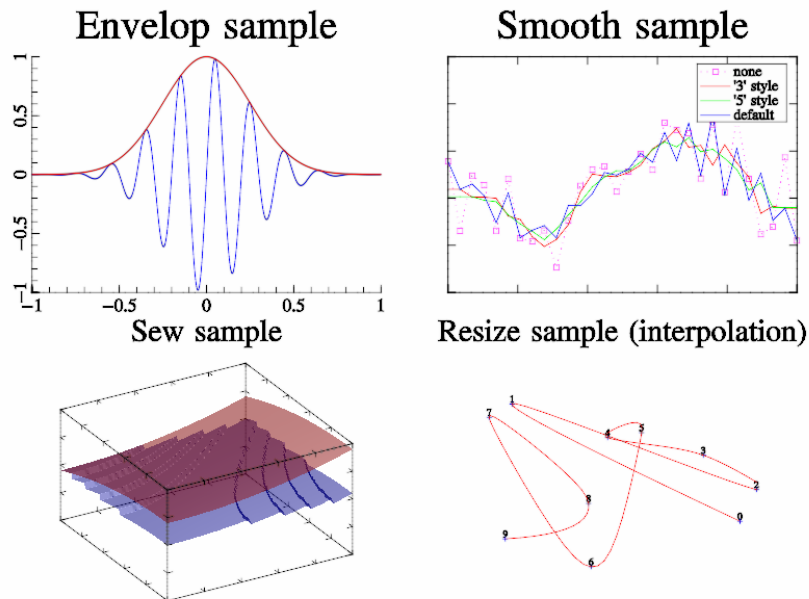 Envelop sample
Smooth sample
1
0.5
0
−0.5
−1
−1
−0.5
0
0.5
1
none
'3' style
'5' style
default
Sew sample
Resize sample (interpolation)
1
7
4
5
3
2
8
0
9
6